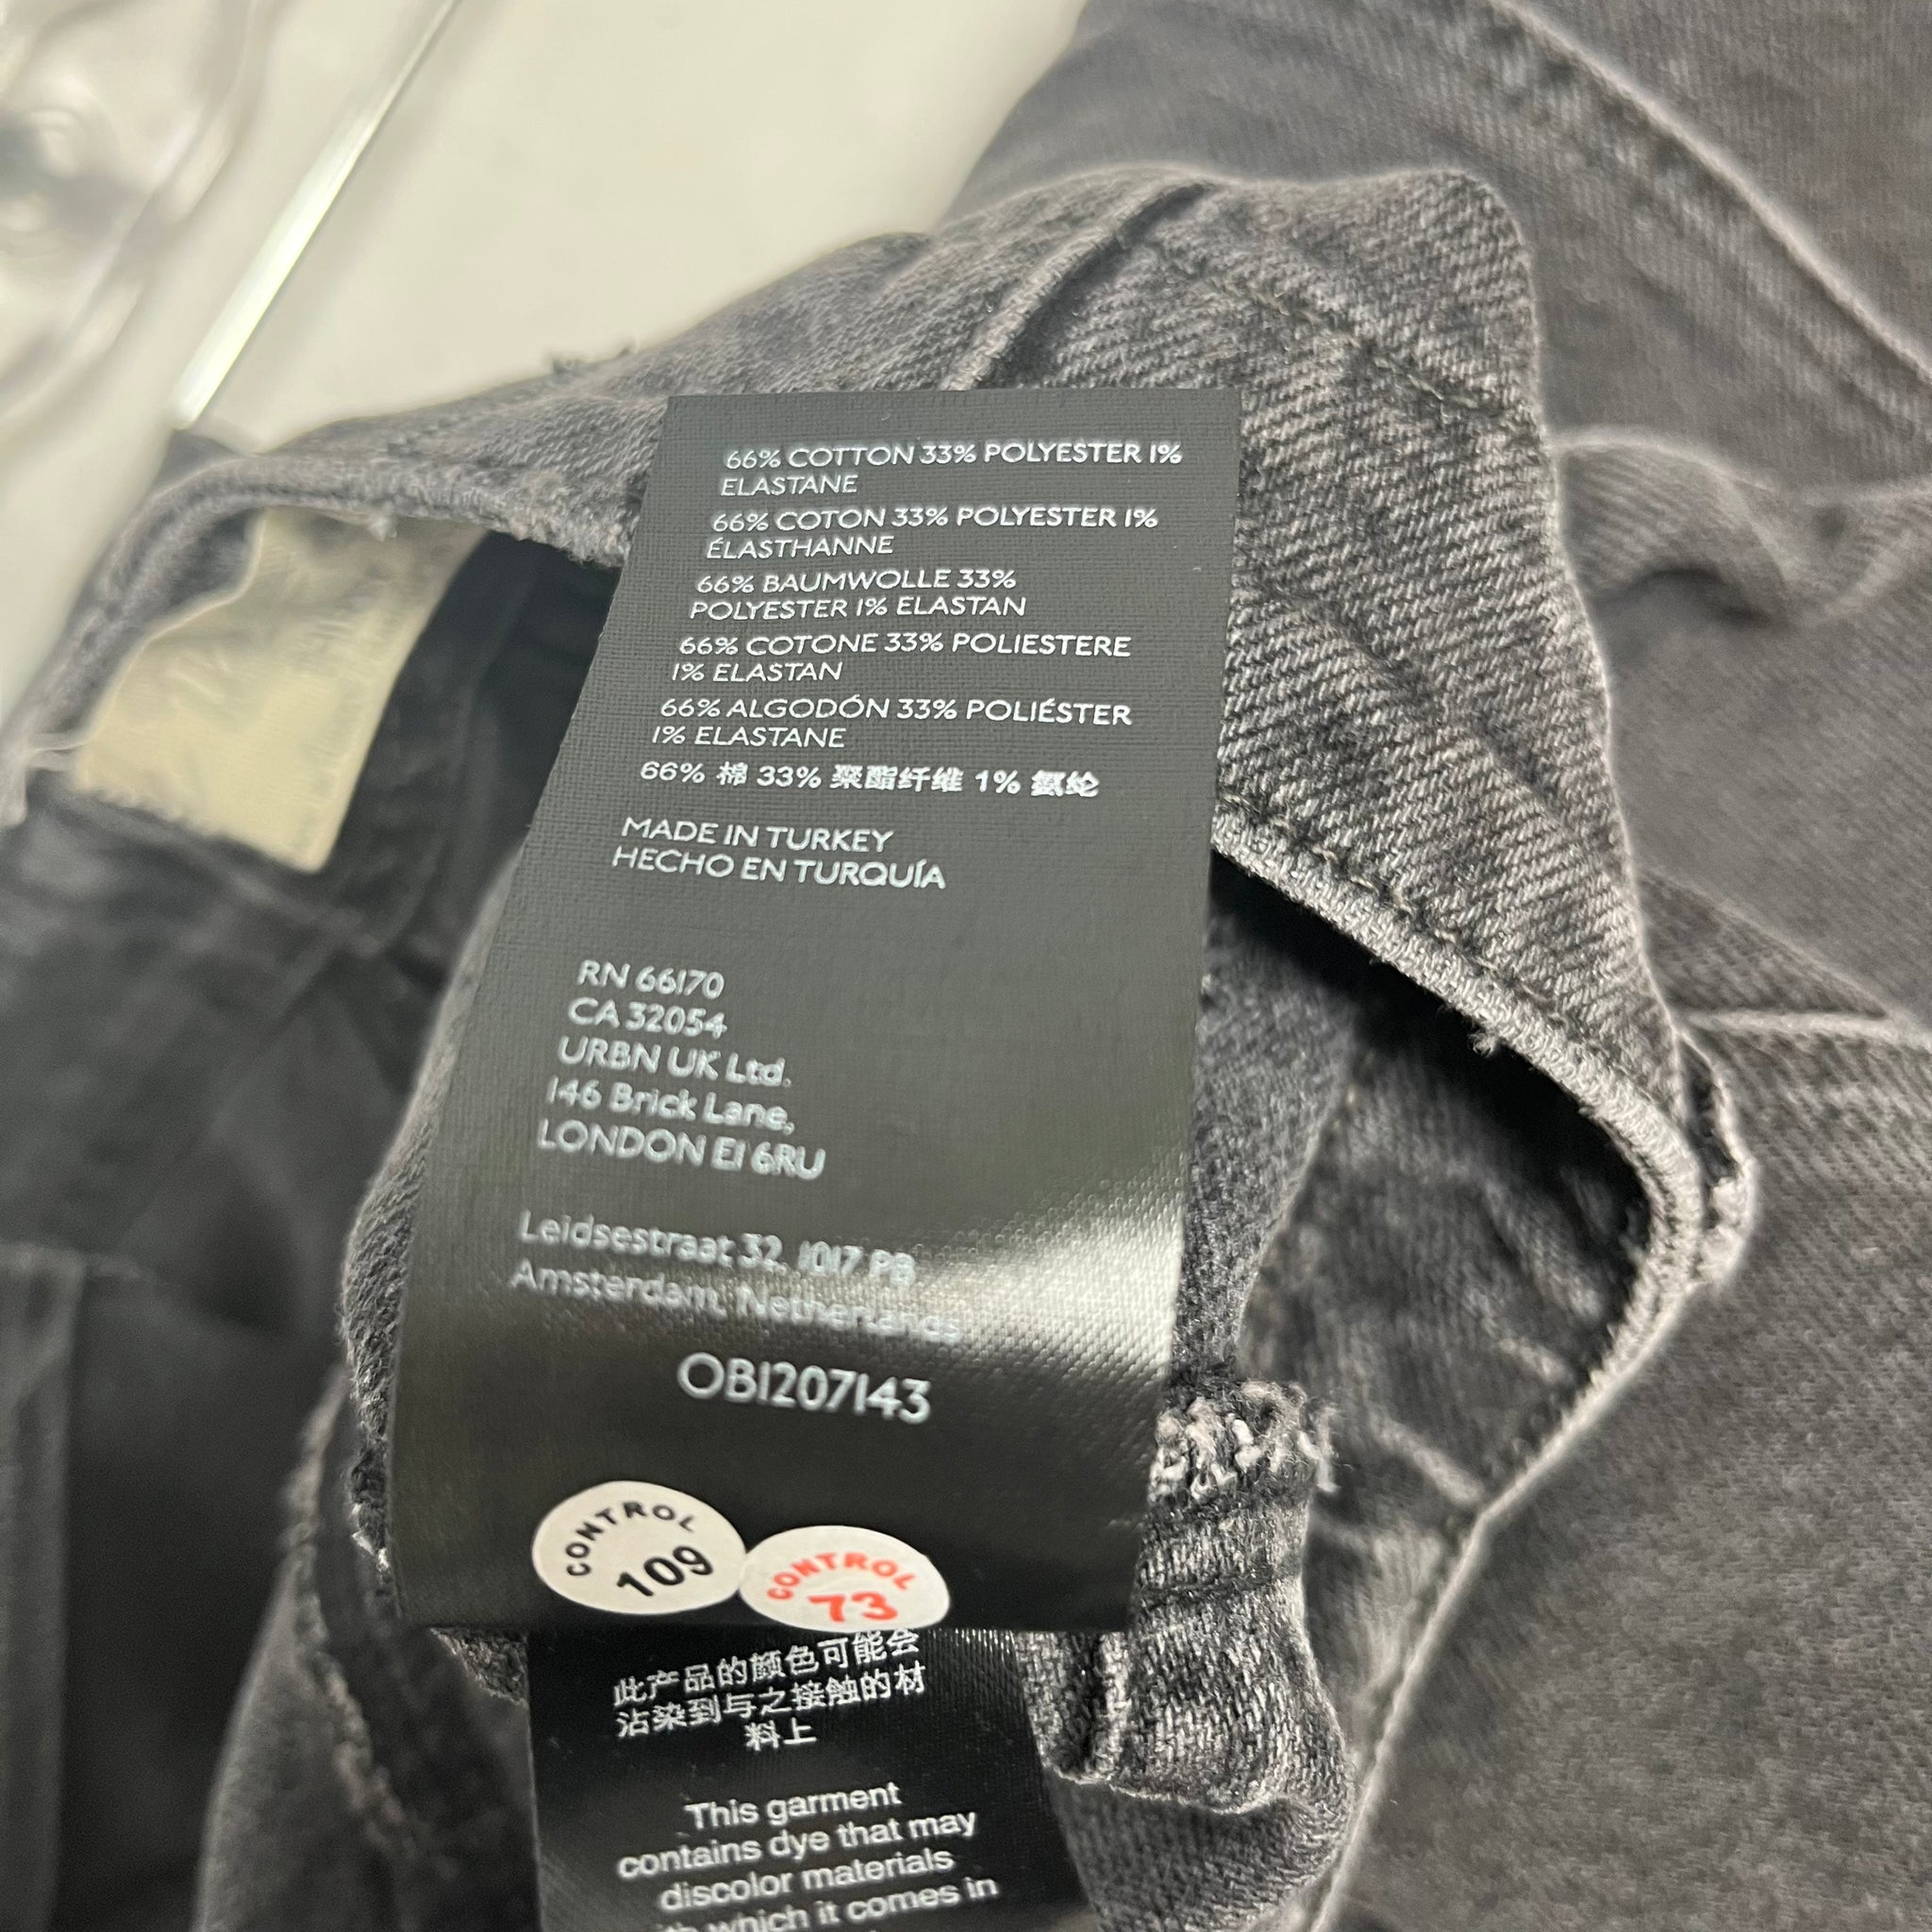 66% COTTON 33% POLYESTER 1%
ELASTANE
66% COTON 33% POLYESTER 1%
ÉLASTHANNE
66% BAUMWOLLE 33%
POLYESTER 1% ELASTAN
66% COTONE 33% POLIESTERE
1% ELASTAN
66% ALGODÓN 33% POLIÉSTER
1% ELASTANE
66% 棉 33% 聚酯纤维 1% 氨纶
MADE IN TURKEY
HECHO EN TURQUÍA
RN 66170
CA 32054
URBN UK Ltd.
146 Brick Lane,
LONDON E1 6RU
Leidsestraat 32, 1017 PB
Amsterdam, Netherlands
OB1207143
CONTROL
109
CONTROL
73
此产品的颜色可能会
沾染到与之接触的材
料上
This garment
contains dye that may
discolor materials
which it comes in